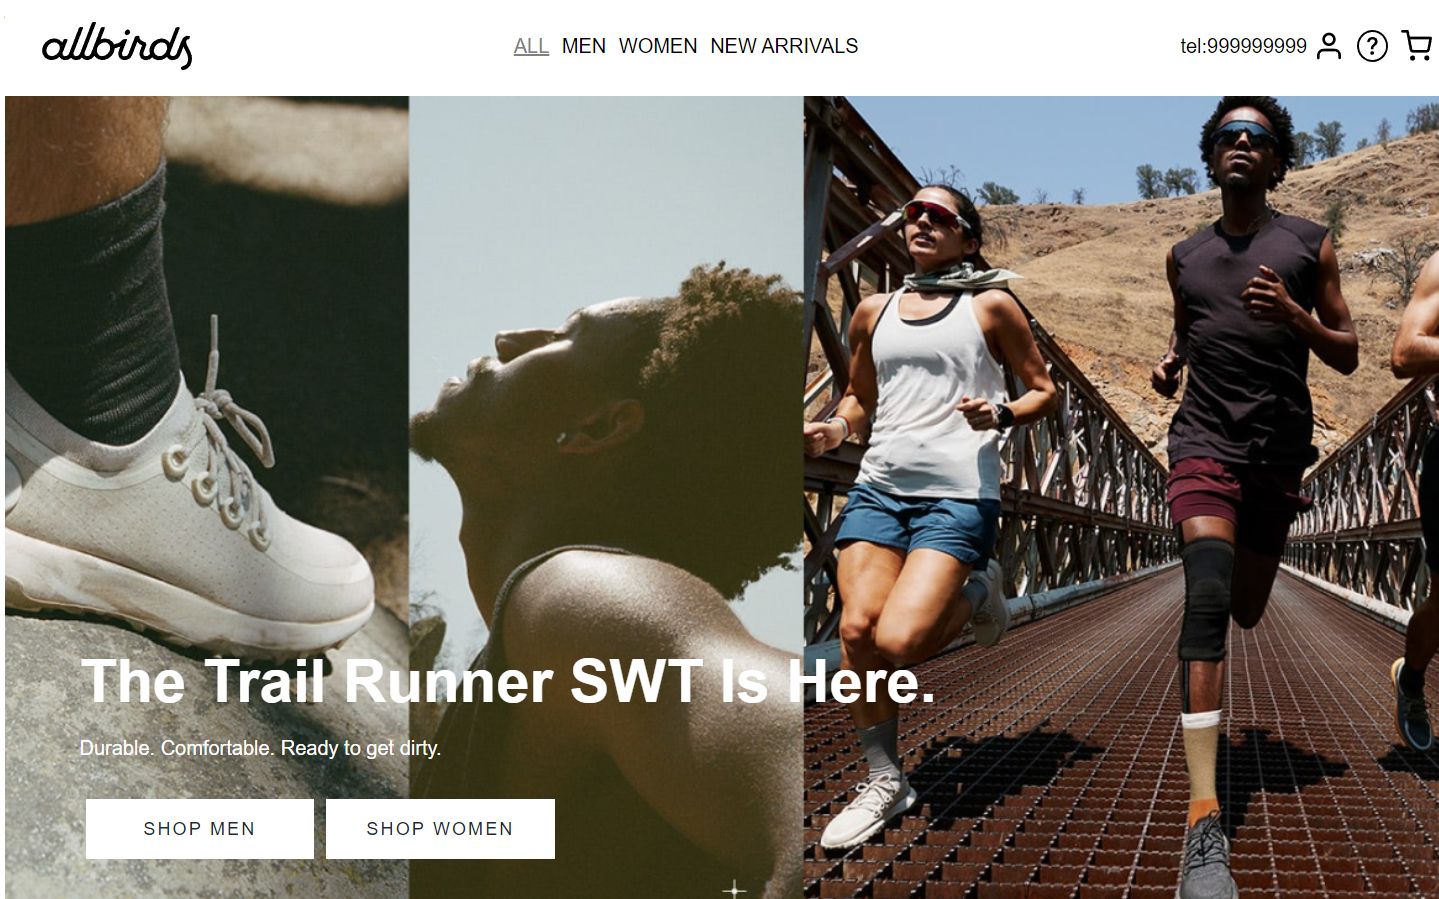 allbirds
ALL MEN WOMEN NEW ARRIVALS
tel:999999999 ?
The Trail Runner SWT Is Here.
Durable. Comfortable. Ready to get dirty.
SHOP MEN SHOP WOMEN